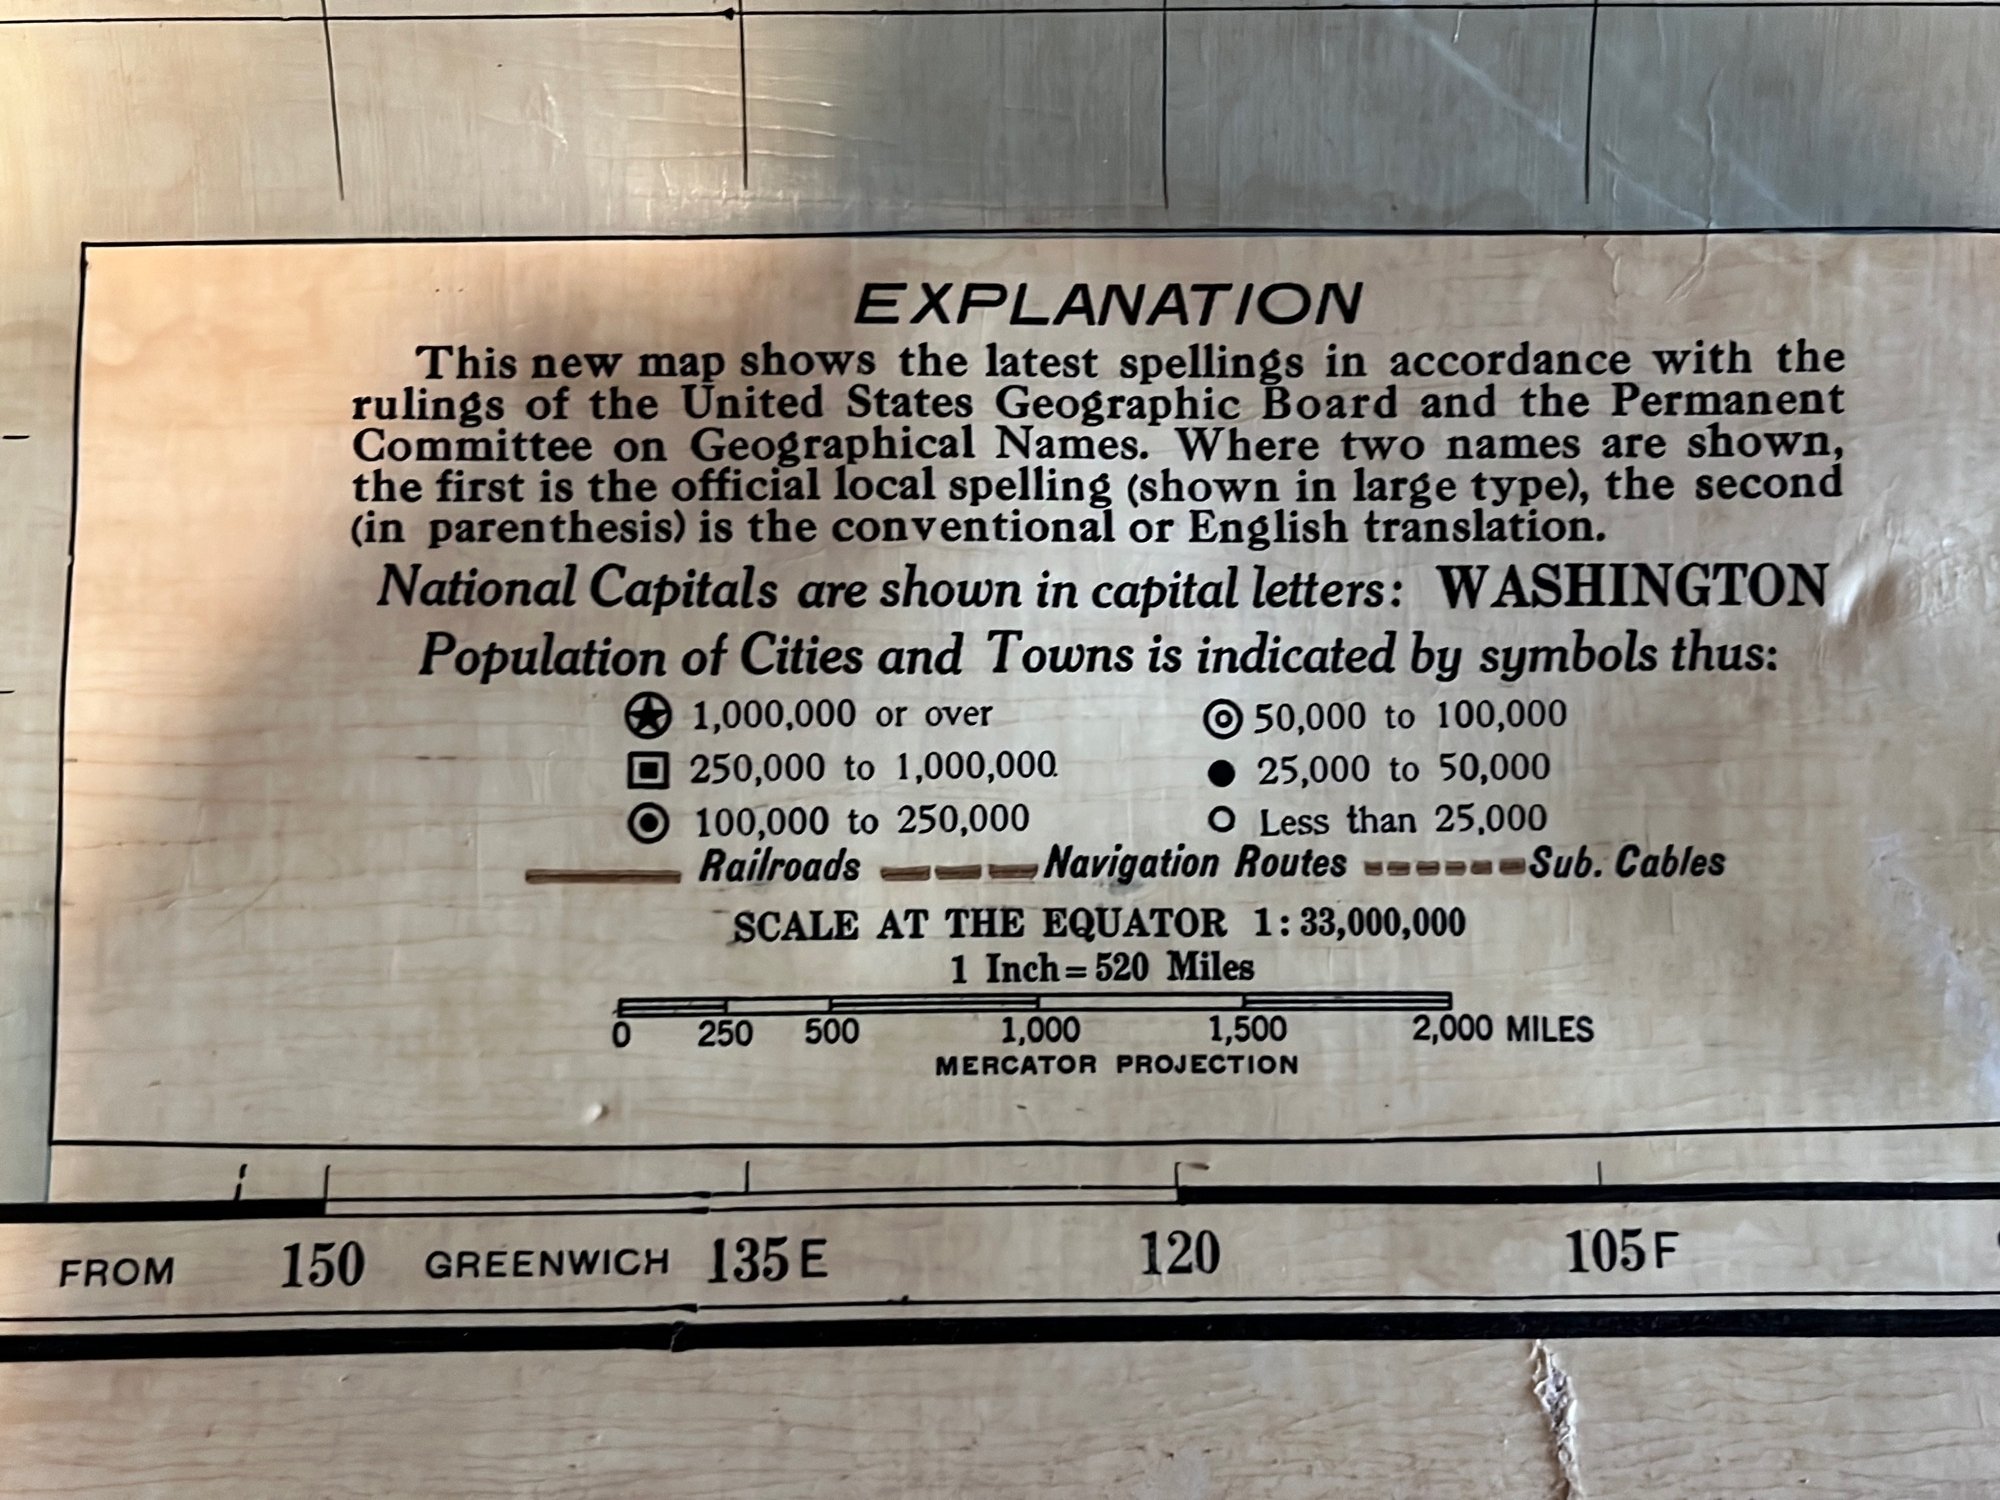 EXPLANATION
This new map shows the latest spellings in accordance with the
rulings of the United States Geographic Board and the Permanent
Committee on Geographical Names. Where two names are shown,
the first is the official local spelling (shown in large type), the second
(in parenthesis) is the conventional or English translation.
National Capitals are shown in capital letters: WASHINGTON
Population of Cities and Towns is indicated by symbols thus:
1,000,000 or over 50,000 to 100,000
250,000 to 1,000,000 25,000 to 50,000
100,000 to 250,000 Less than 25,000
Railroads Navigation Routes Sub. Cables
SCALE AT THE EQUATOR 1:33,000,000
1 Inch=520 Miles
0 250 500 1,000 1,500 2,000 MILES
MERCATOR PROJECTION
FROM 150 GREENWICH 135 E 120 105 F